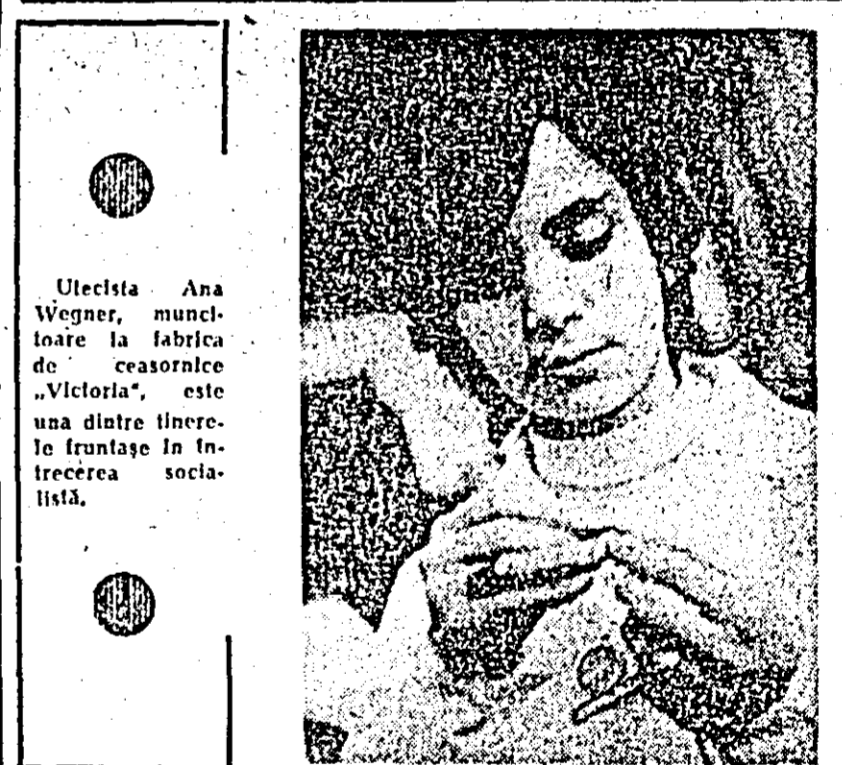 Utecista Ana
Wegner, munci-
toare la fabrica
de ceasornice
„Victoria“, este
una dintre tinere-
le fruntaşe în în-
trecerea socia-
listă.